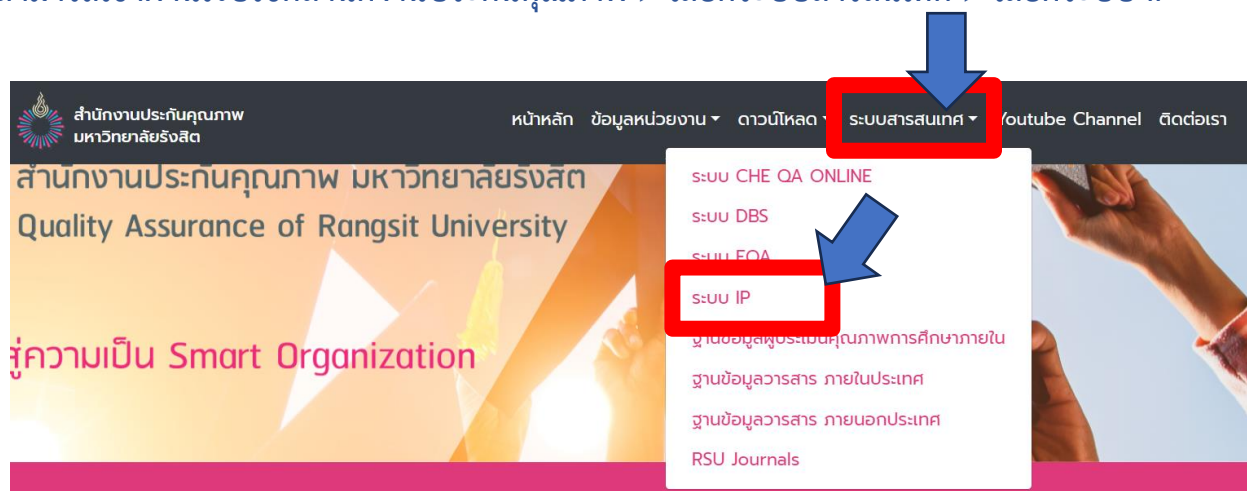 สำนักงานประกันคุณภาพ
มหาวิทยาลัยรังสิต
หน้าหลัก ข้อมูลหน่วยงาน ดาวน์โหลด ระบบสารสนเทศ Youtube Channel ติดต่อเรา
สำนักงานประกันคุณภาพ มหาวิทยาลัยรังสิต
Quality Assurance of Rangsit University
สู่ความเป็น Smart Organization
ระบบ CHE QA ONLINE
ระบบ DBS
ระบบ EQA
ระบบ IP
ฐานข้อมูลผู้ประเมินคุณภาพการศึกษาภายใน
ฐานข้อมูลวารสาร ภายในประเทศ
ฐานข้อมูลวารสาร ภายนอกประเทศ
RSU Journals